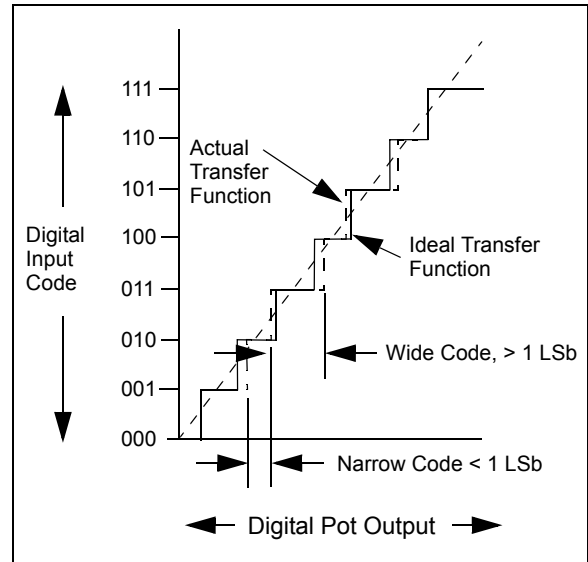 111
110
101
100
011
010
001
000
Digital
Input
Code
Actual
Transfer
Function
Ideal Transfer
Function
Wide Code, > 1 LSb
Narrow Code < 1 LSb
Digital Pot Output